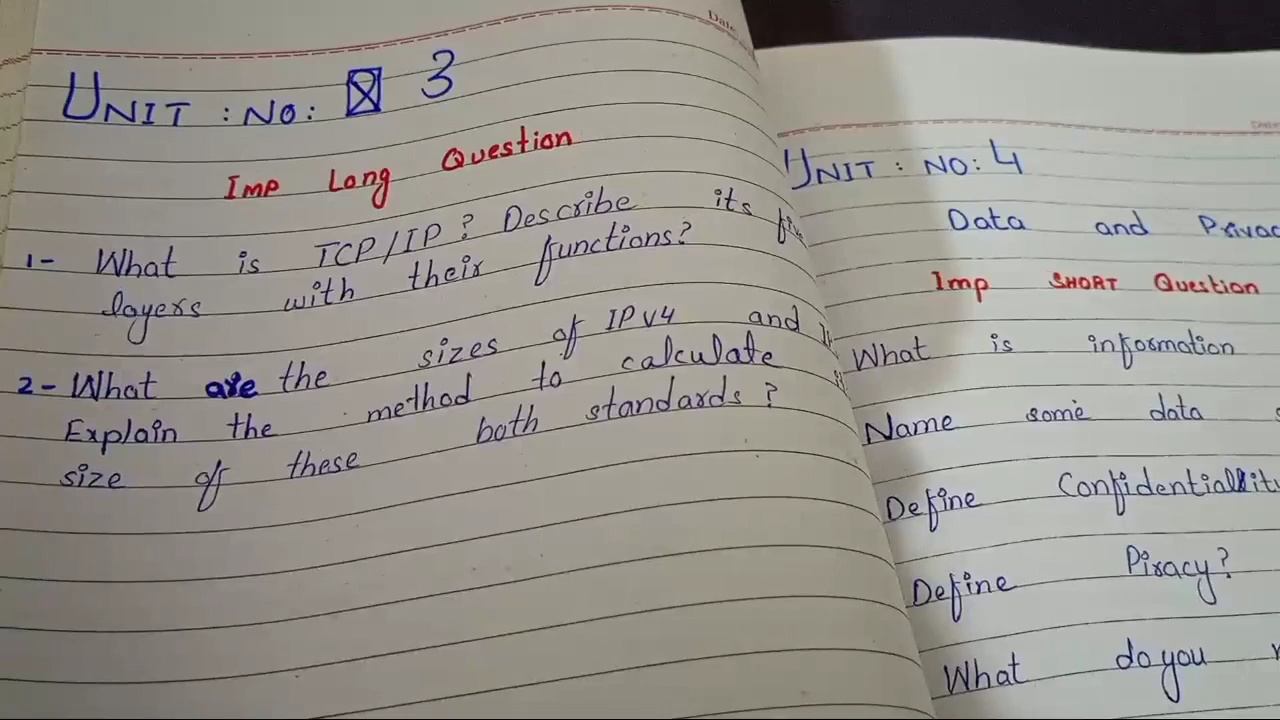 Date
UNIT : NO: 3
Imp Long Question
1- What is TCP/IP? Describe its
layers with their functions?
2- What are the sizes of IPv4 and
Explain the method to calculate
size of these both standards?
UNIT : NO: 4
Data and
Imp SHORT Question
What is information
Name some data
Define
Define Piracy?
What do you